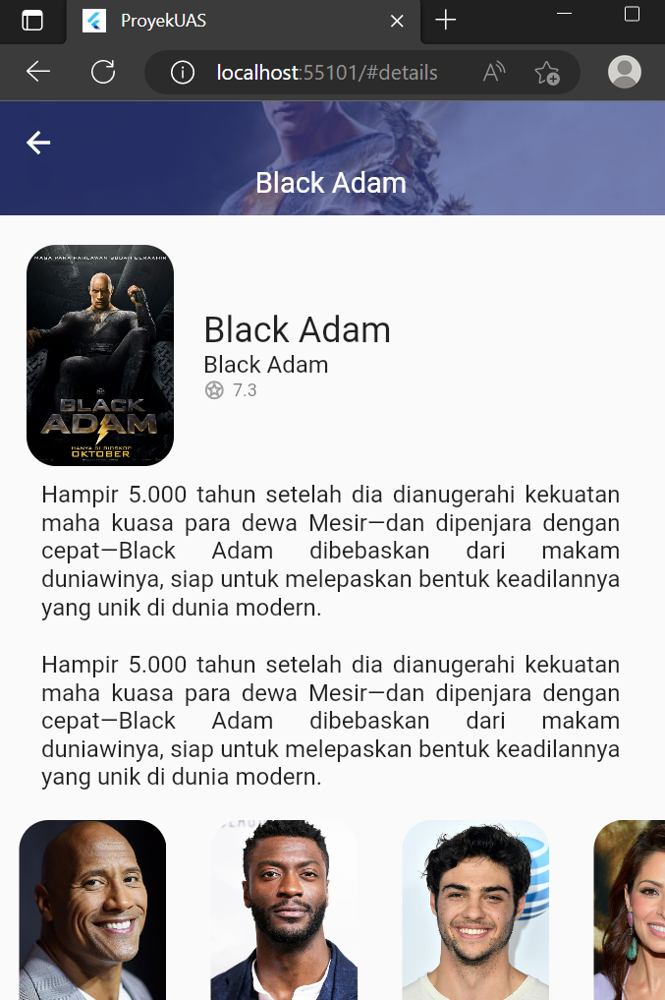 ProyekUAS
localhost:55101/#details
Black Adam
MASA PARA PAHLAWAN SUDAH BERAKHIR
BLACK
ADAM
HANYA DI BIOSKOP
OKTOBER
Black Adam
Black Adam
7.3
Hampir 5.000 tahun setelah dia dianugerahi kekuatan
maha kuasa para dewa Mesir—dan dipenjara dengan
cepat—Black Adam dibebaskan dari makam
duniawinya, siap untuk melepaskan bentuk keadilannya
yang unik di dunia modern.
Hampir 5.000 tahun setelah dia dianugerahi kekuatan
maha kuasa para dewa Mesir—dan dipenjara dengan
cepat—Black Adam dibebaskan dari makam
duniawinya, siap untuk melepaskan bentuk keadilannya
yang unik di dunia modern.